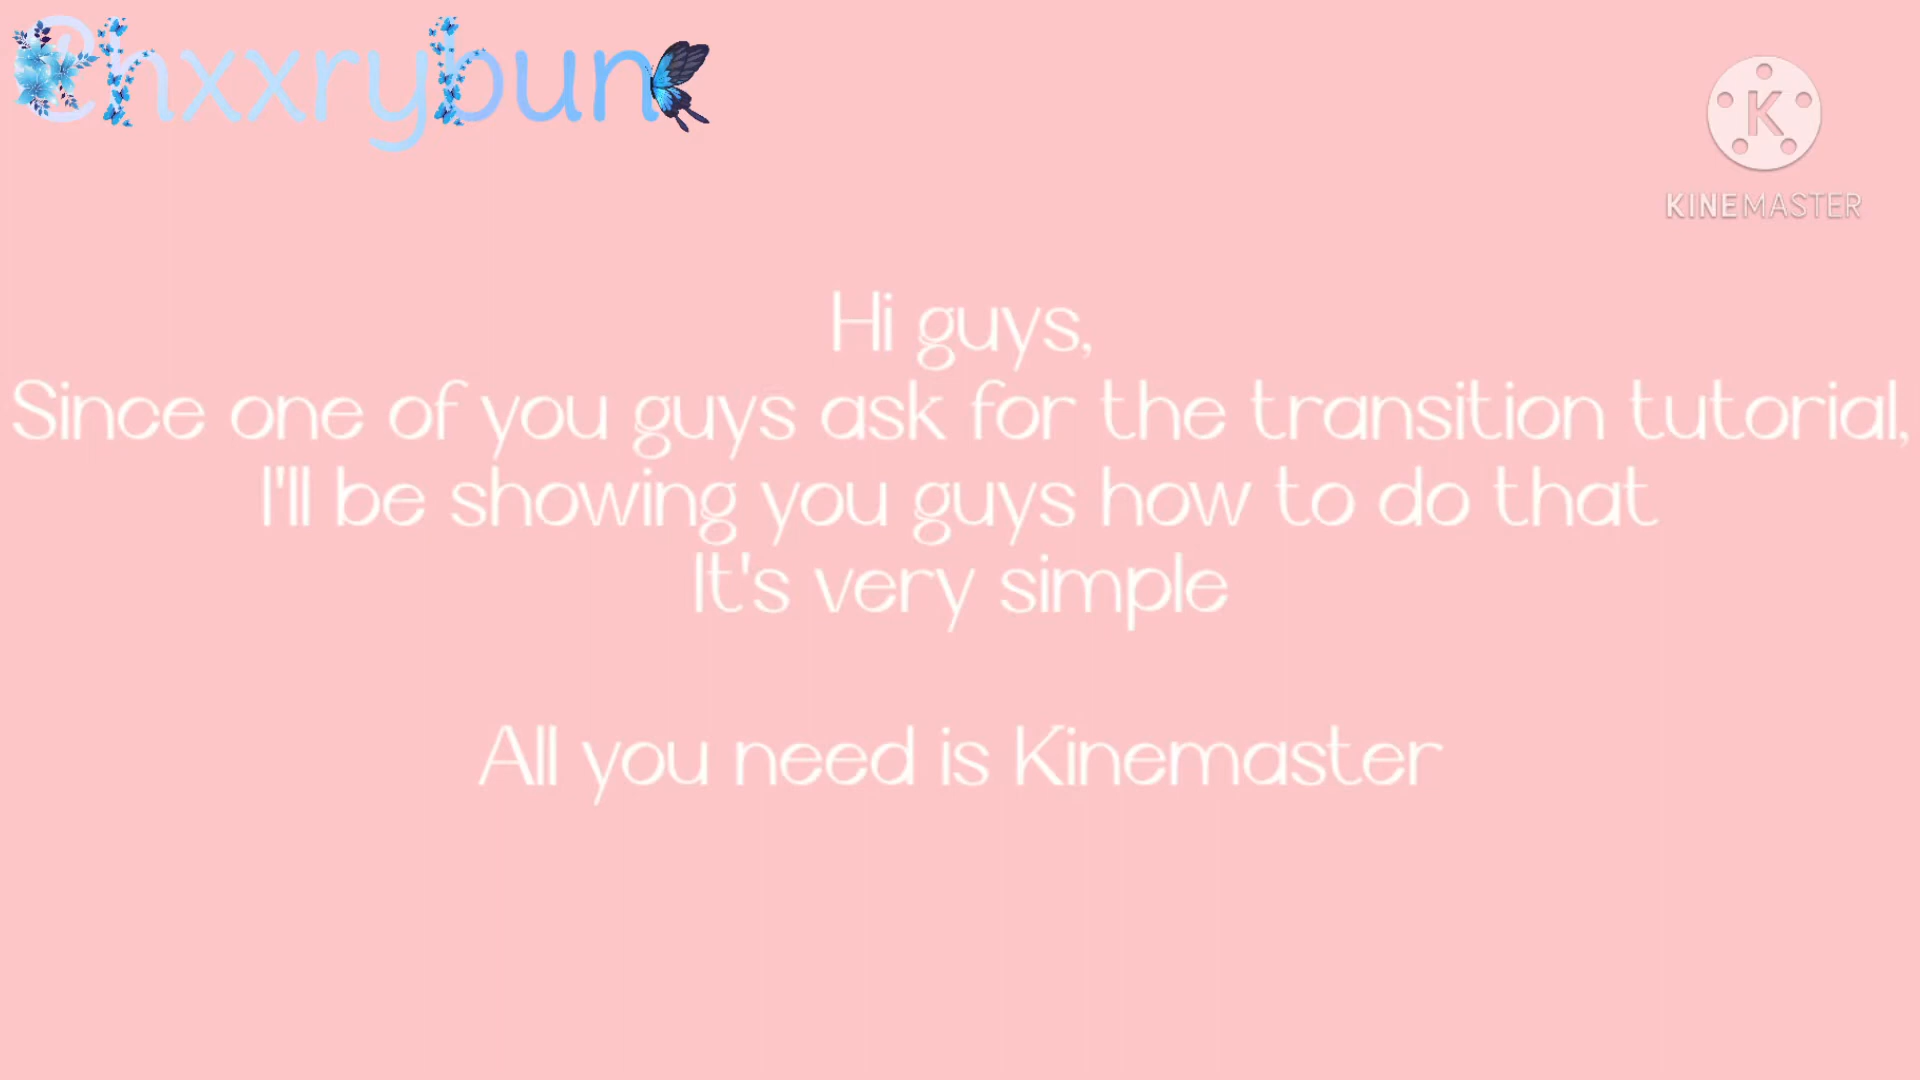 Chxxrybun
KINEMASTER
Hi guys,
Since one of you guys ask for the transition tutorial,
I'll be showing you guys how to do that
It's very simple
All you need is Kinemaster